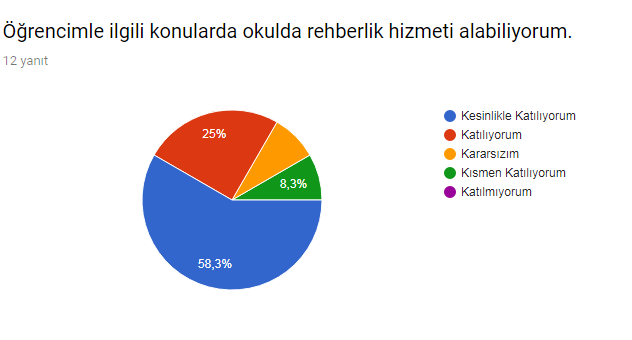 Öğrencimle ilgili konularda okulda rehberlik hizmeti alabiliyorum.
12 yanıt
25%
8,3%
58,3%
Kesinlikle Katılıyorum
Katılıyorum
Kararsızım
Kısmen Katılıyorum
Katılmıyorum